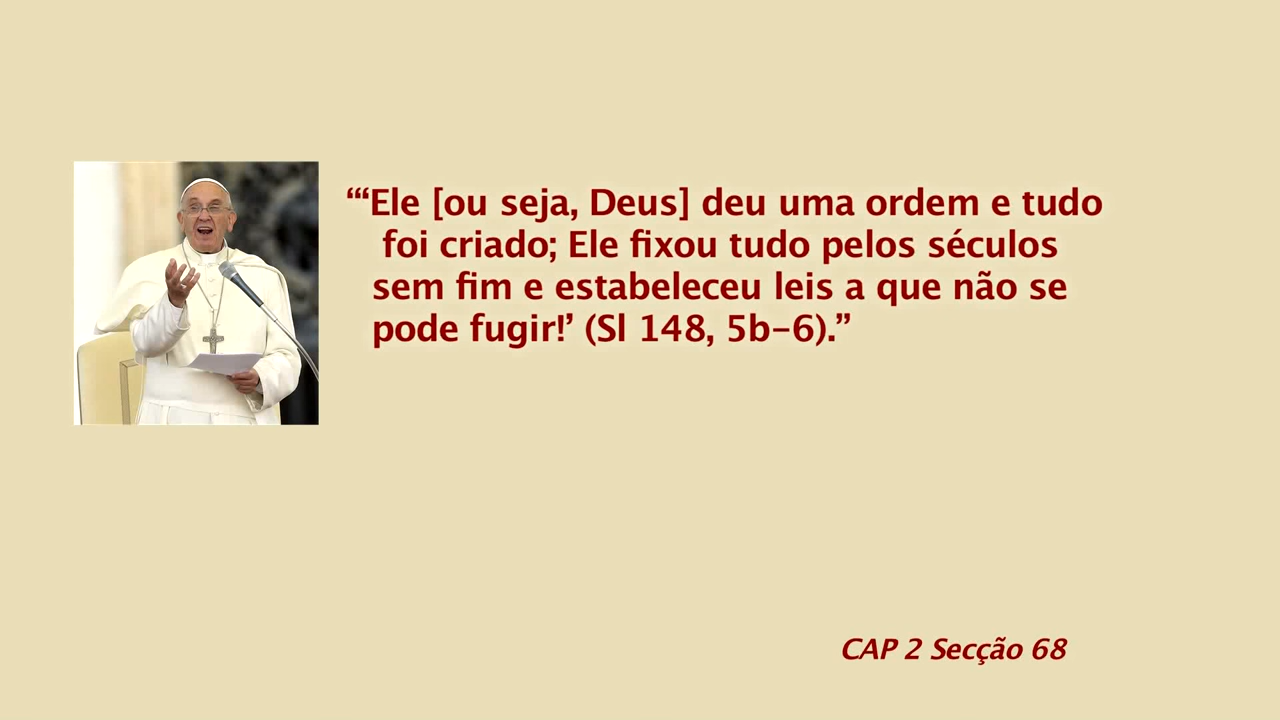 “‘Ele [ou seja, Deus] deu uma ordem e tudo
foi criado; Ele fixou tudo pelos séculos
sem fim e estabeleceu leis a que não se
pode fugir!’ (Sl 148, 5b–6).”
CAP 2 Secção 68